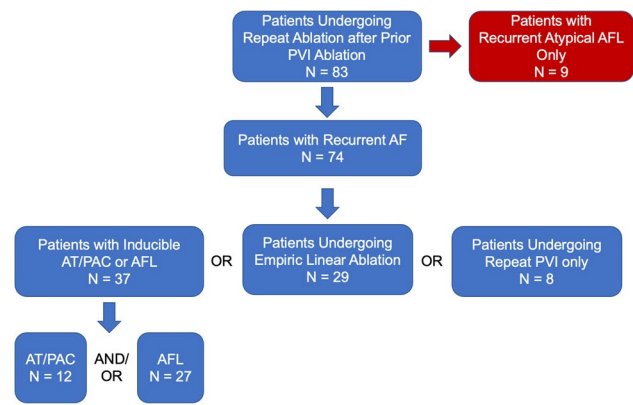 Patients Undergoing
Repeat Ablation after Prior
PVI Ablation
N = 83
Patients with
Recurrent Atypical AFL
Only
N = 9
Patients with Recurrent AF
N = 74
Patients with Inducible
AT/PAC or AFL
N = 37
OR
Patients Undergoing
Empiric Linear Ablation
N = 29
OR
Patients Undergoing
Repeat PVI only
N = 8
AT/PAC
N = 12
AND/
OR
AFL
N = 27